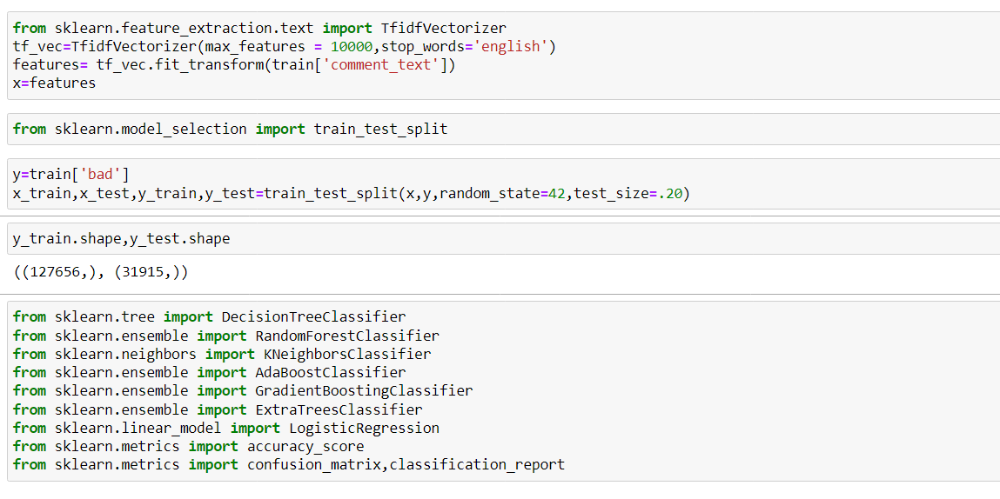 from sklearn.feature_extraction.text import TfidfVectorizer
tf_vec=TfidfVectorizer(max_features = 10000,stop_words='english')
features= tf_vec.fit_transform(train['comment_text'])
x=features
from sklearn.model_selection import train_test_split
y=train['bad']
x_train,x_test,y_train,y_test=train_test_split(x,y,random_state=42,test_size=.20)
y_train.shape,y_test.shape
((127656,), (31915,))
from sklearn.tree import DecisionTreeClassifier
from sklearn.ensemble import RandomForestClassifier
from sklearn.neighbors import KNeighborsClassifier
from sklearn.ensemble import AdaBoostClassifier
from sklearn.ensemble import GradientBoostingClassifier
from sklearn.ensemble import ExtraTreesClassifier
from sklearn.linear_model import LogisticRegression
from sklearn.metrics import accuracy_score
from sklearn.metrics import confusion_matrix,classification_report